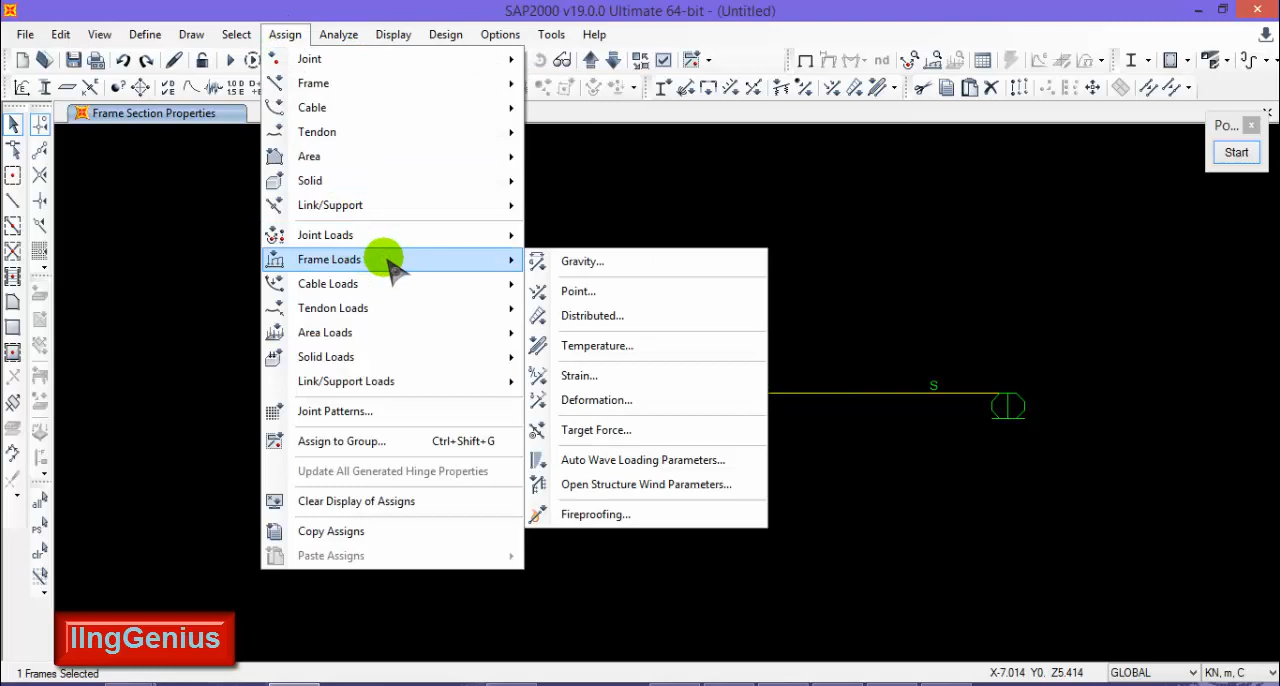 SAP2000 v19.0.0 Ultimate 64-bit - (Untitled)
File Edit View Define Draw Select Assign Analyze Display Design Options Tools Help
nd
Frame Section Properties
Po...
Start
Joint
Frame
Cable
Tendon
Area
Solid
Link/Support
Joint Loads
Frame Loads
Cable Loads
Tendon Loads
Area Loads
Solid Loads
Link/Support Loads
Joint Patterns...
Assign to Group... Ctrl+Shift+G
Update All Generated Hinge Properties
Clear Display of Assigns
Copy Assigns
Paste Assigns
Gravity...
Point...
Distributed...
Temperature...
Strain...
Deformation...
Target Force...
Auto Wave Loading Parameters...
Open Structure Wind Parameters...
Fireproofing...
S
all
PS
clr
IIngGenius
1 Frames Selected
X-7.014 Y0. Z5.414
GLOBAL
KN, m, C